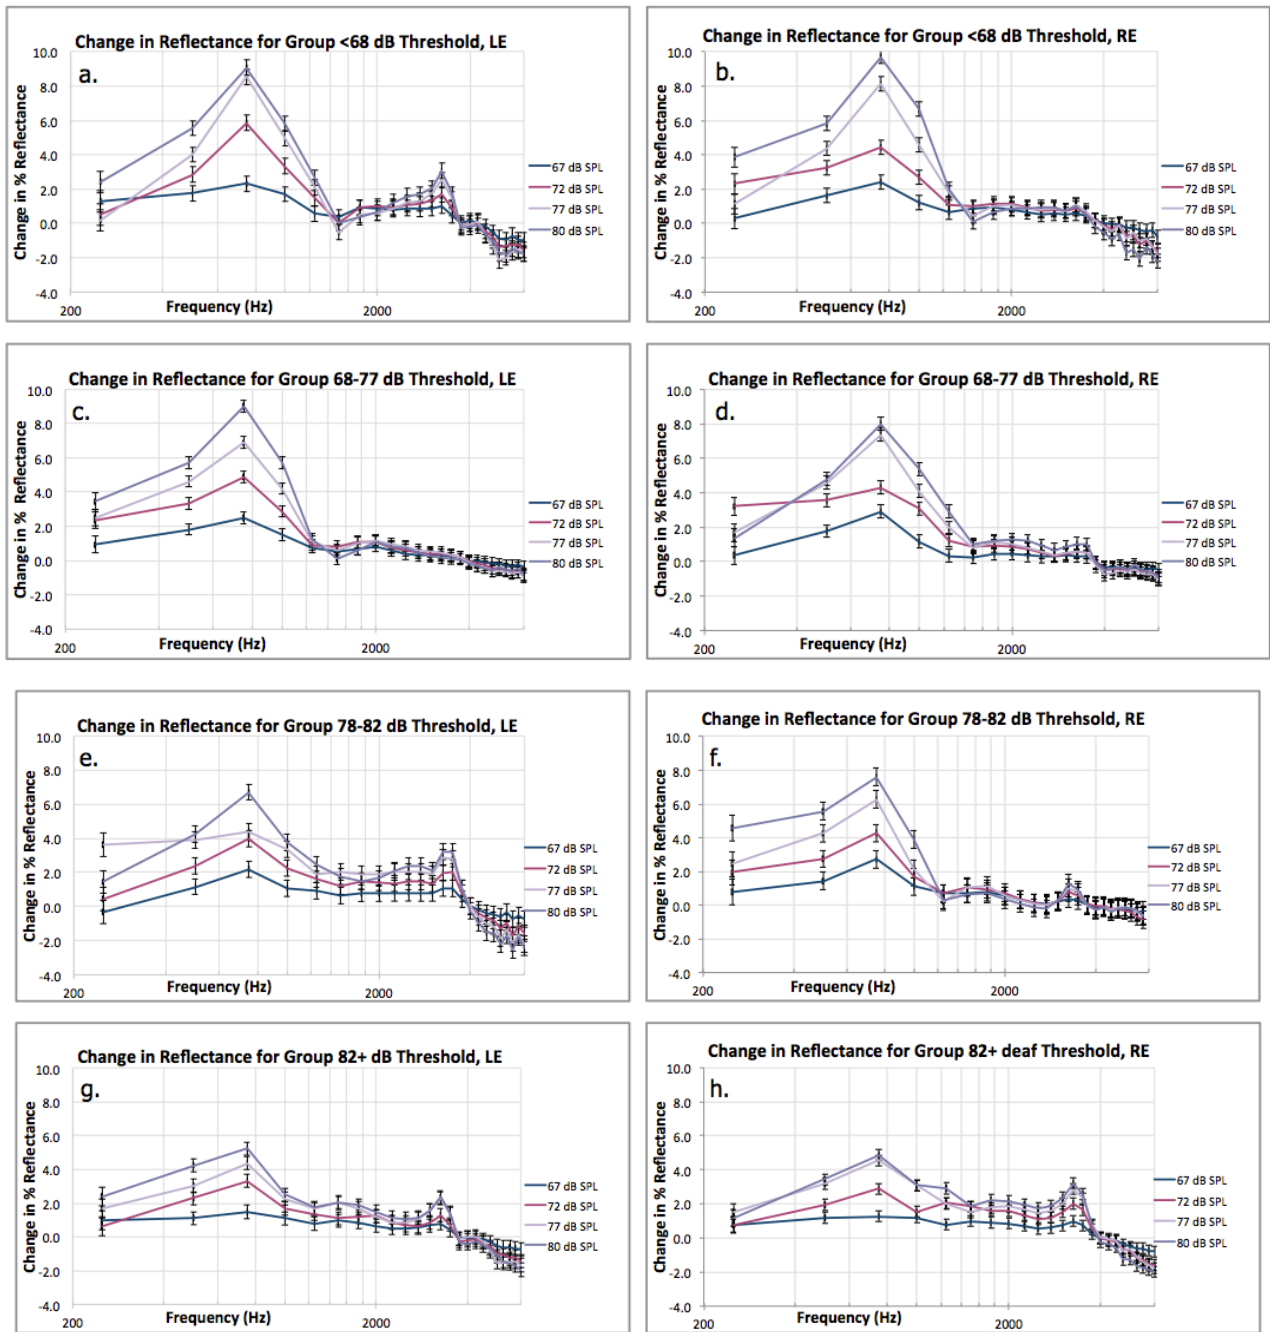 Change in Reflectance for Group <68 dB Threshold, LE
a.
Change in % Reflectance
10.0
8.0
6.0
4.0
2.0
0.0
-2.0
-4.0
200
Frequency (Hz)
2000
67 dB SPL
72 dB SPL
77 dB SPL
80 dB SPL
Change in Reflectance for Group <68 dB Threshold, RE
b.
Change in % Reflectance
10.0
8.0
6.0
4.0
2.0
0.0
-2.0
-4.0
200
Frequency (Hz)
2000
67 dB SPL
72 dB SPL
77 dB SPL
80 dB SPL
Change in Reflectance for Group 68-77 dB Threshold, LE
c.
Change in % Reflectance
10.0
8.0
6.0
4.0
2.0
0.0
-2.0
-4.0
200
Frequency (Hz)
2000
67 dB SPL
72 dB SPL
77 dB SPL
80 dB SPL
Change in Reflectance for Group 68-77 dB Threshold, RE
d.
Change in % Reflectance
10.0
8.0
6.0
4.0
2.0
0.0
-2.0
-4.0
200
Frequency (Hz)
2000
67 dB SPL
72 dB SPL
77 dB SPL
80 dB SPL
Change in Reflectance for Group 78-82 dB Threshold, LE
e.
Change in % Reflectance
10.0
8.0
6.0
4.0
2.0
0.0
-2.0
-4.0
200
Frequency (Hz)
2000
67 dB SPL
72 dB SPL
77 dB SPL
80 dB SPL
Change in Reflectance for Group 78-82 dB Threhsold, RE
f.
Change in % Reflectance
10.0
8.0
6.0
4.0
2.0
0.0
-2.0
-4.0
200
Frequency (Hz)
2000
67 dB SPL
72 dB SPL
77 dB SPL
80 dB SPL
Change in Reflectance for Group 82+ dB Threshold, LE
g.
Change in % Reflectance
10.0
8.0
6.0
4.0
2.0
0.0
-2.0
-4.0
200
Frequency (Hz)
2000
67 dB SPL
72 dB SPL
77 dB SPL
80 dB SPL
Change in Reflectance for Group 82+ deaf Threshold, RE
h.
Change in % Reflectance
10.0
8.0
6.0
4.0
2.0
0.0
-2.0
-4.0
200
Frequency (Hz)
2000
67 dB SPL
72 dB SPL
77 dB SPL
80 dB SPL